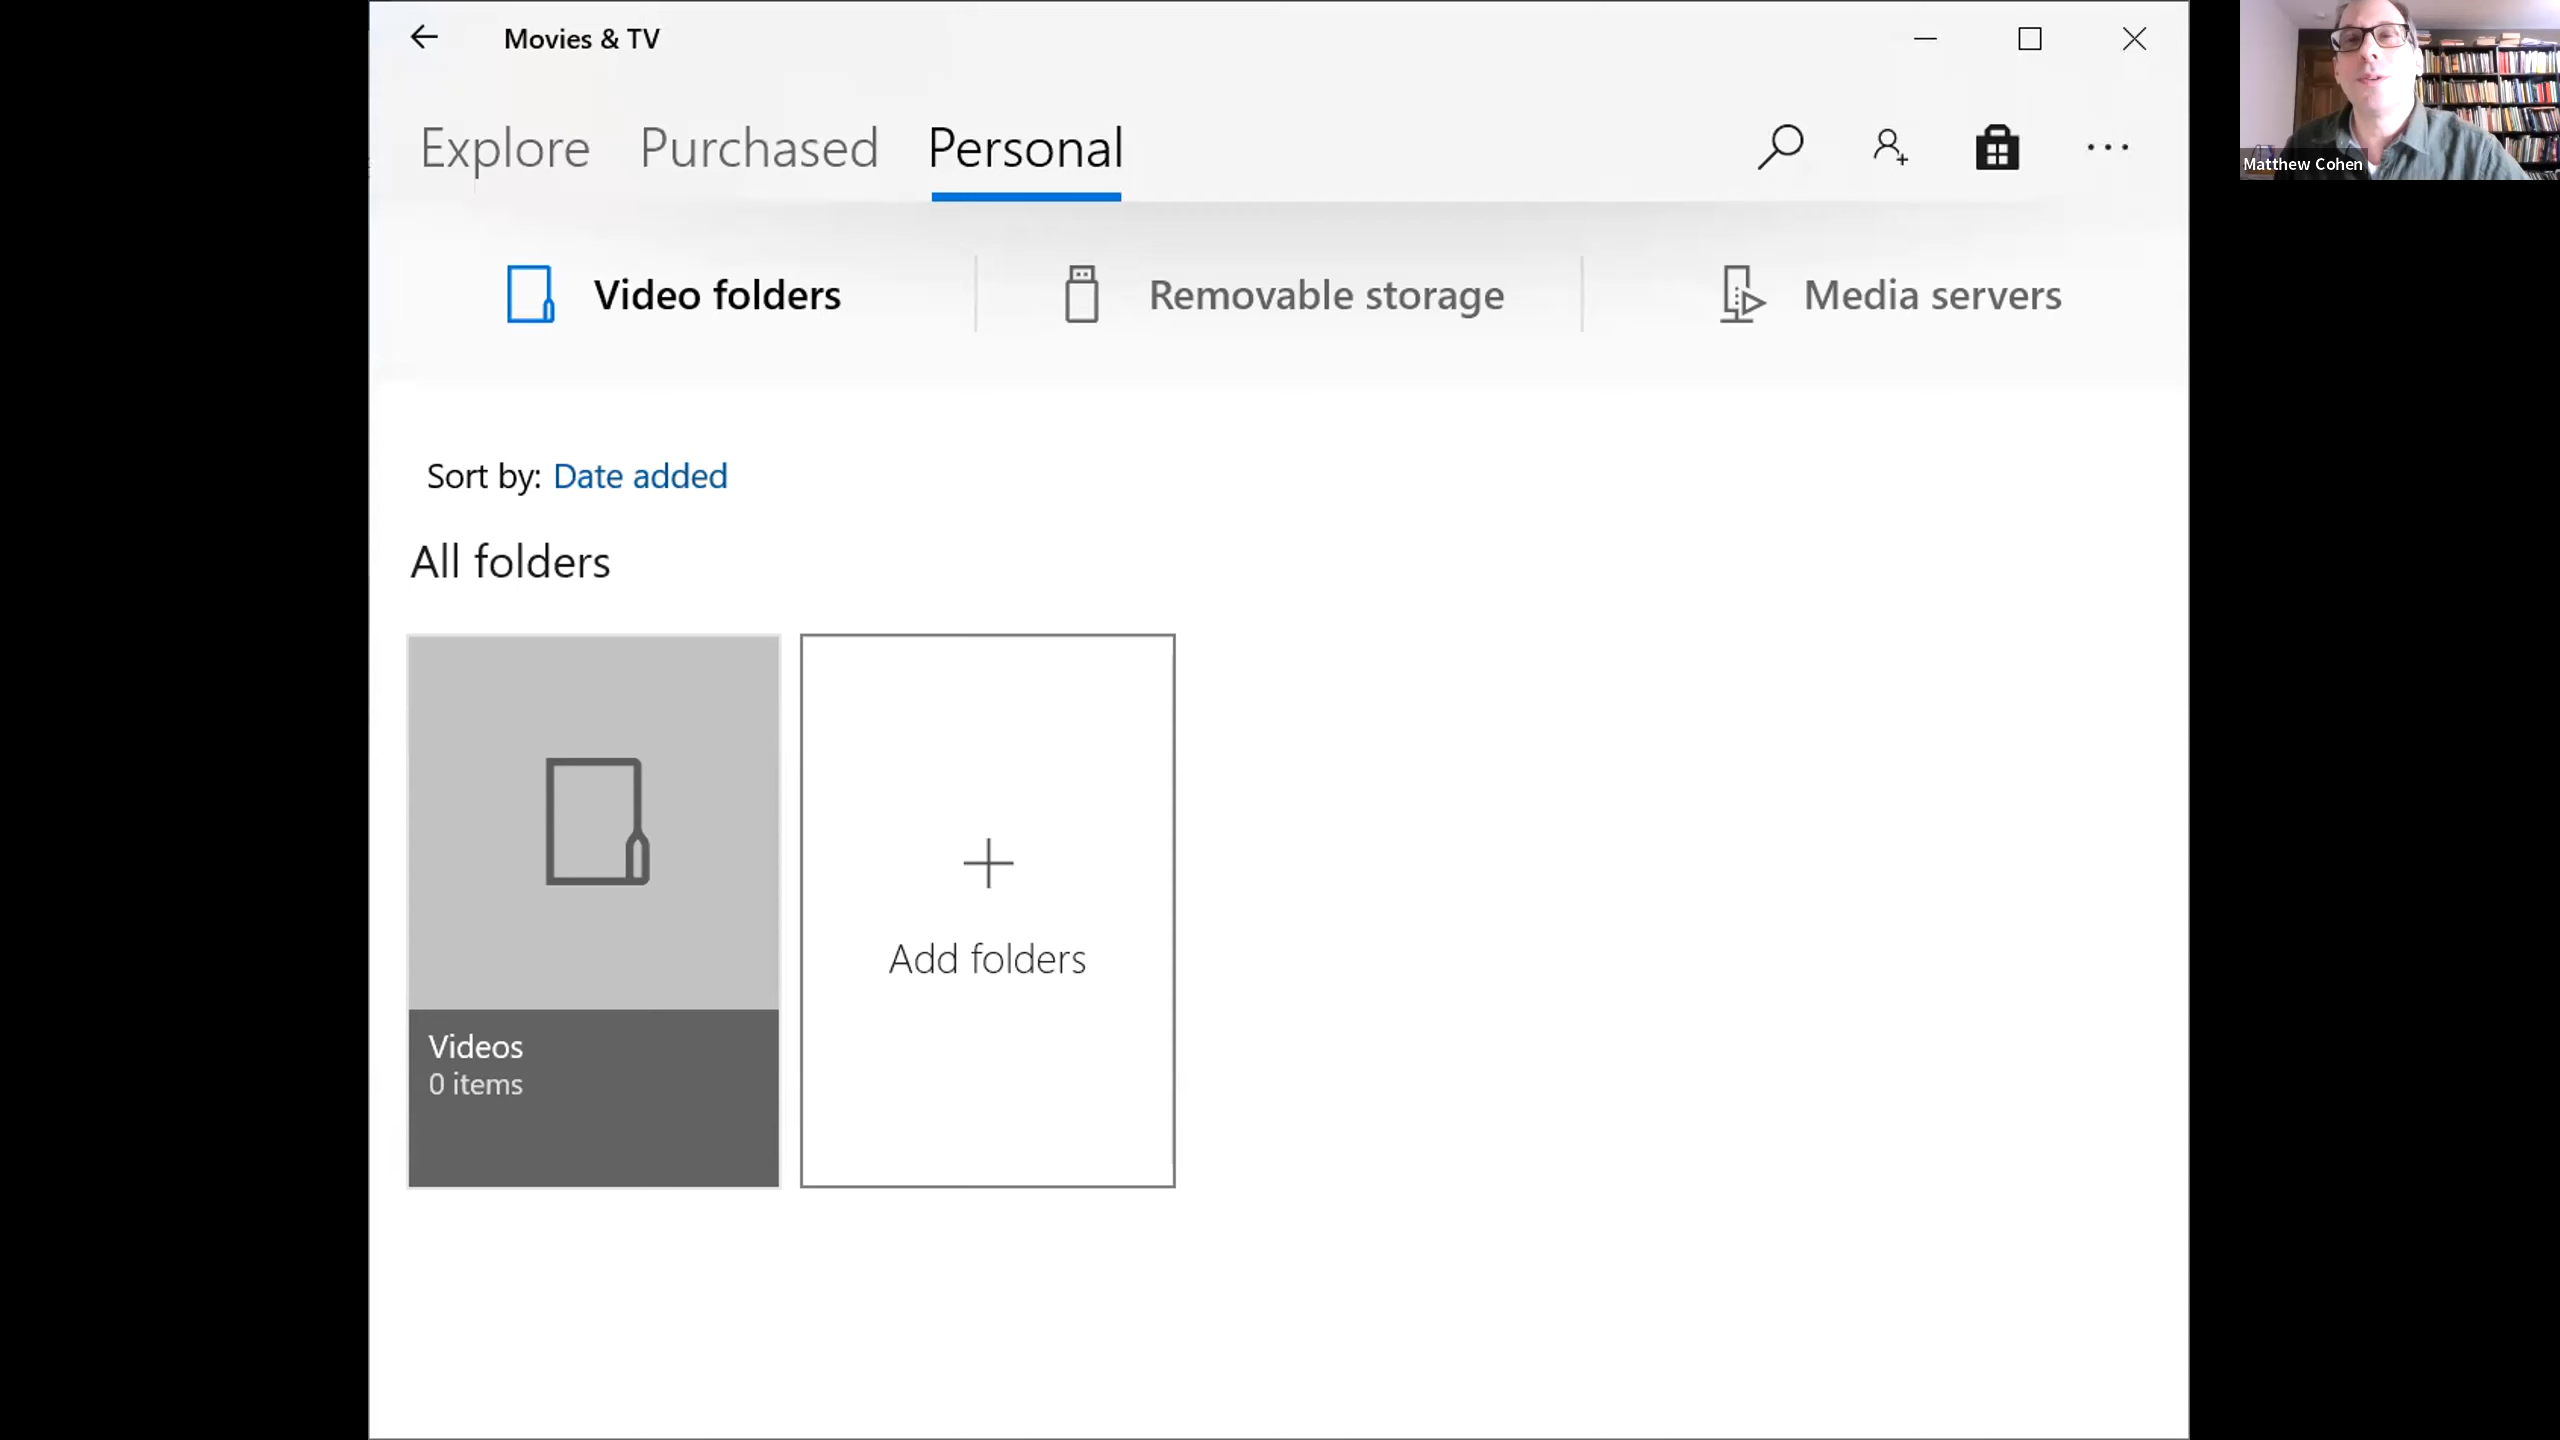 Movies & TV
Matthew Cohen
Explore Purchased Personal
Video folders Removable storage Media servers
Sort by: Date added
All folders
Add folders
Videos
0 items